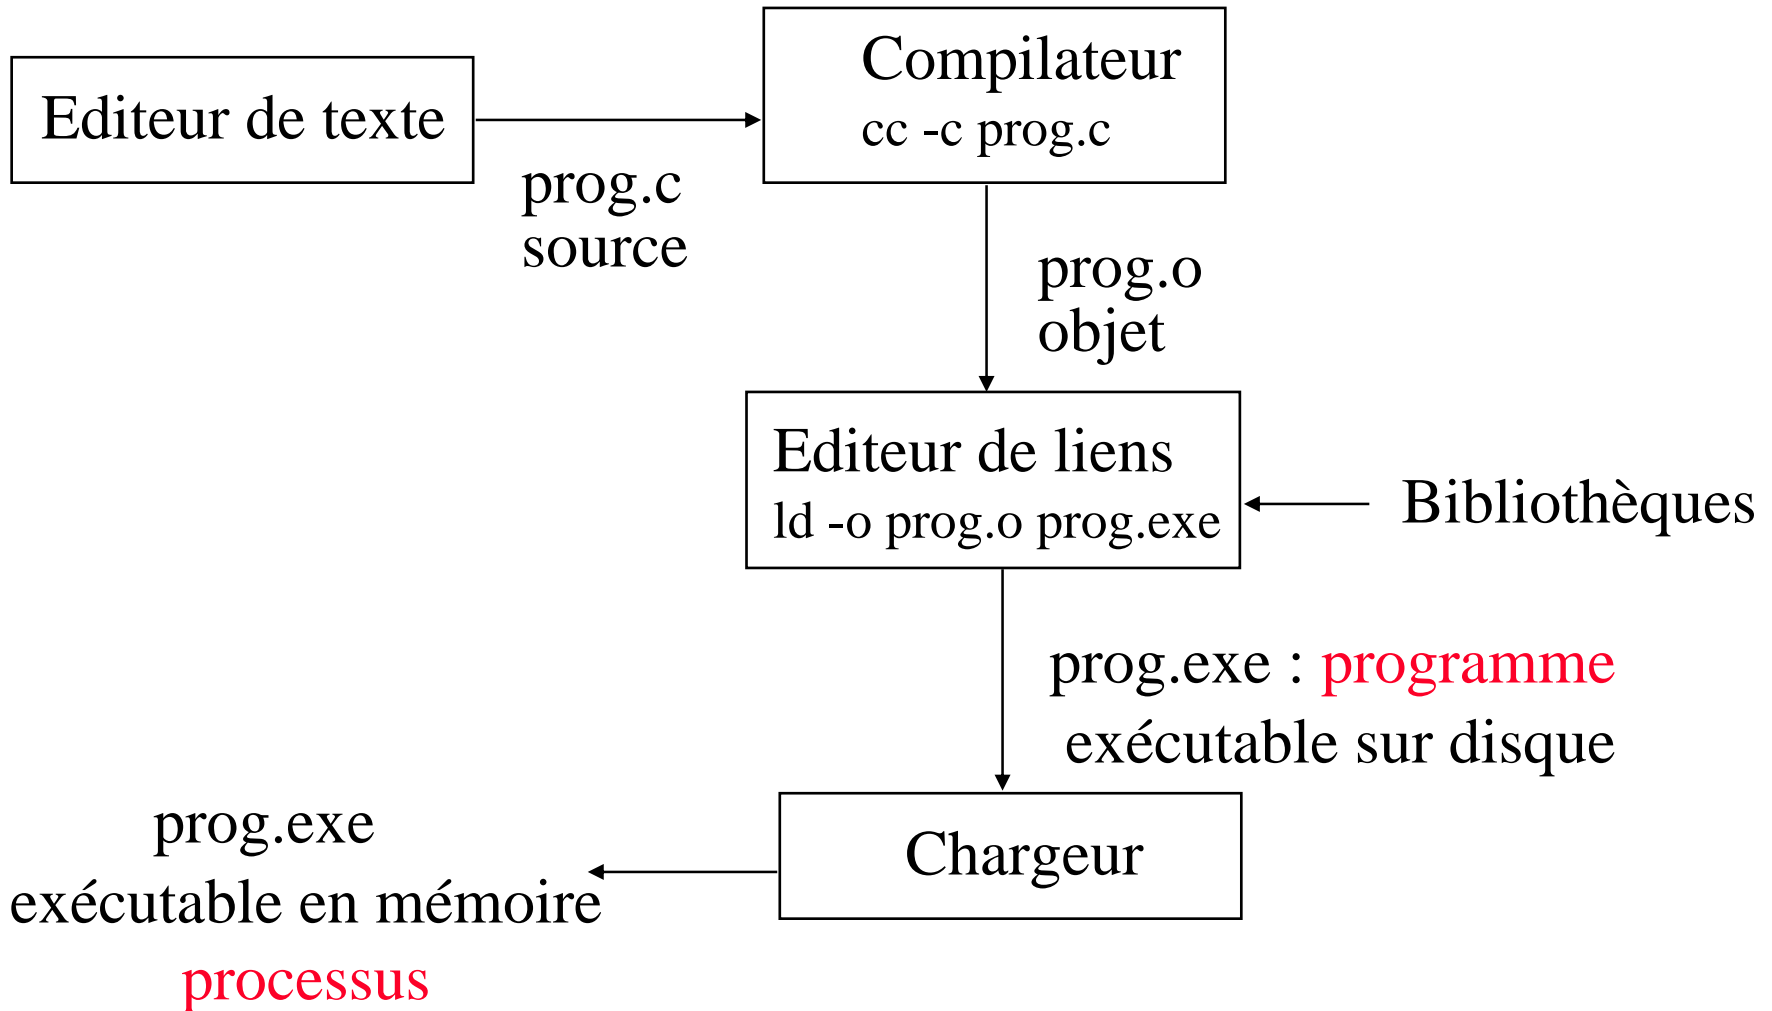 Editeur de texte
prog.c
source
Compilateur
cc -c prog.c
prog.o
objet
Editeur de liens
ld -o prog.o prog.exe
Bibliothèques
prog.exe : programme
exécutable sur disque
Chargeur
prog.exe
exécutable en mémoire
processus